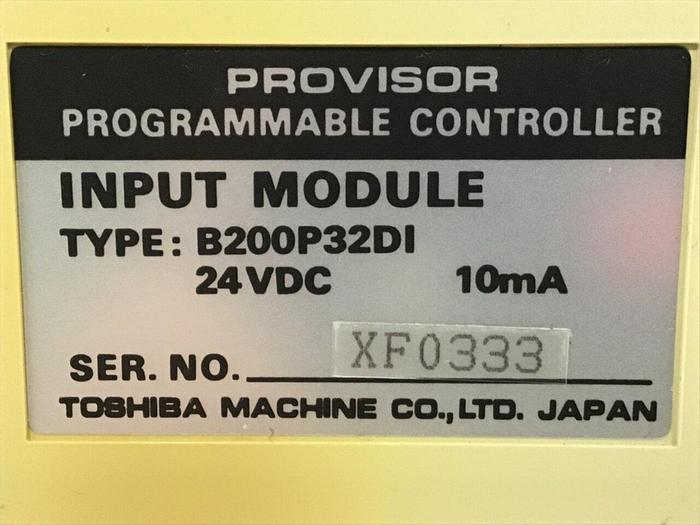 PROVISOR
PROGRAMMABLE CONTROLLER
INPUT MODULE
TYPE: B200P32DI
24VDC 10mA
SER. NO. XF0333
TOSHIBA MACHINE CO., LTD. JAPAN